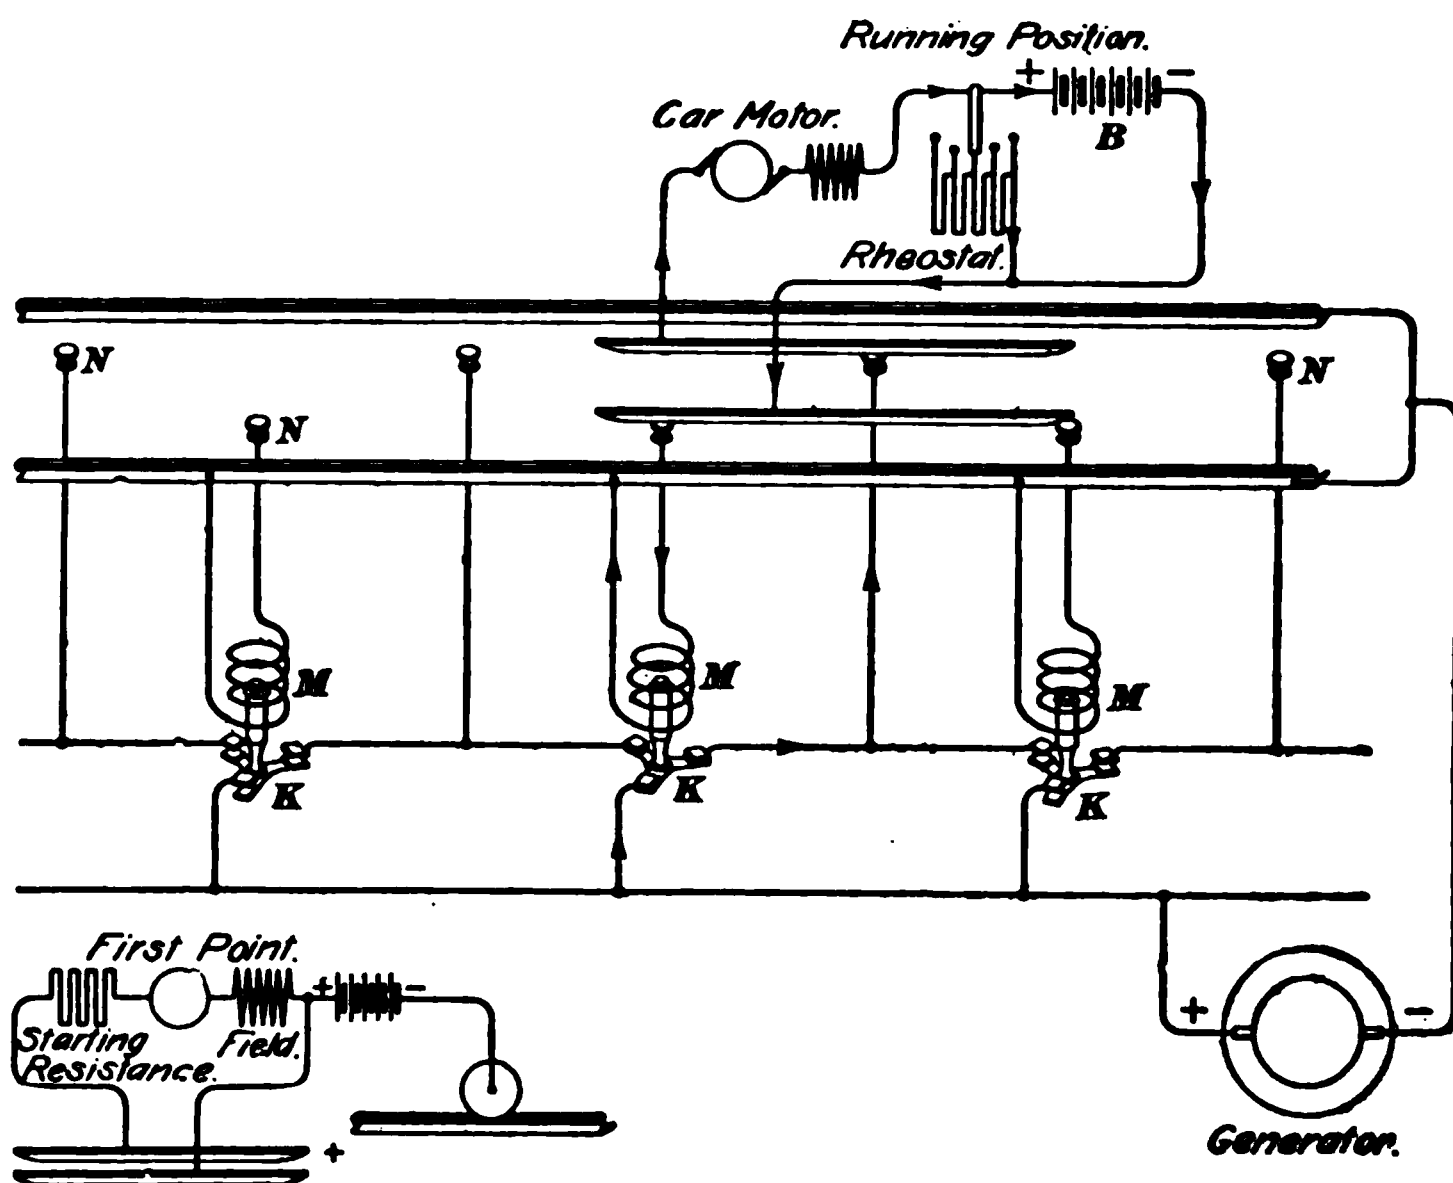 Running Position.
+ −
Car Motor.
B
Rheostat.
N N
N
M M M
K K K
First Point.
+ −
Starting Field.
Resistance.
+
+ −
Generator.